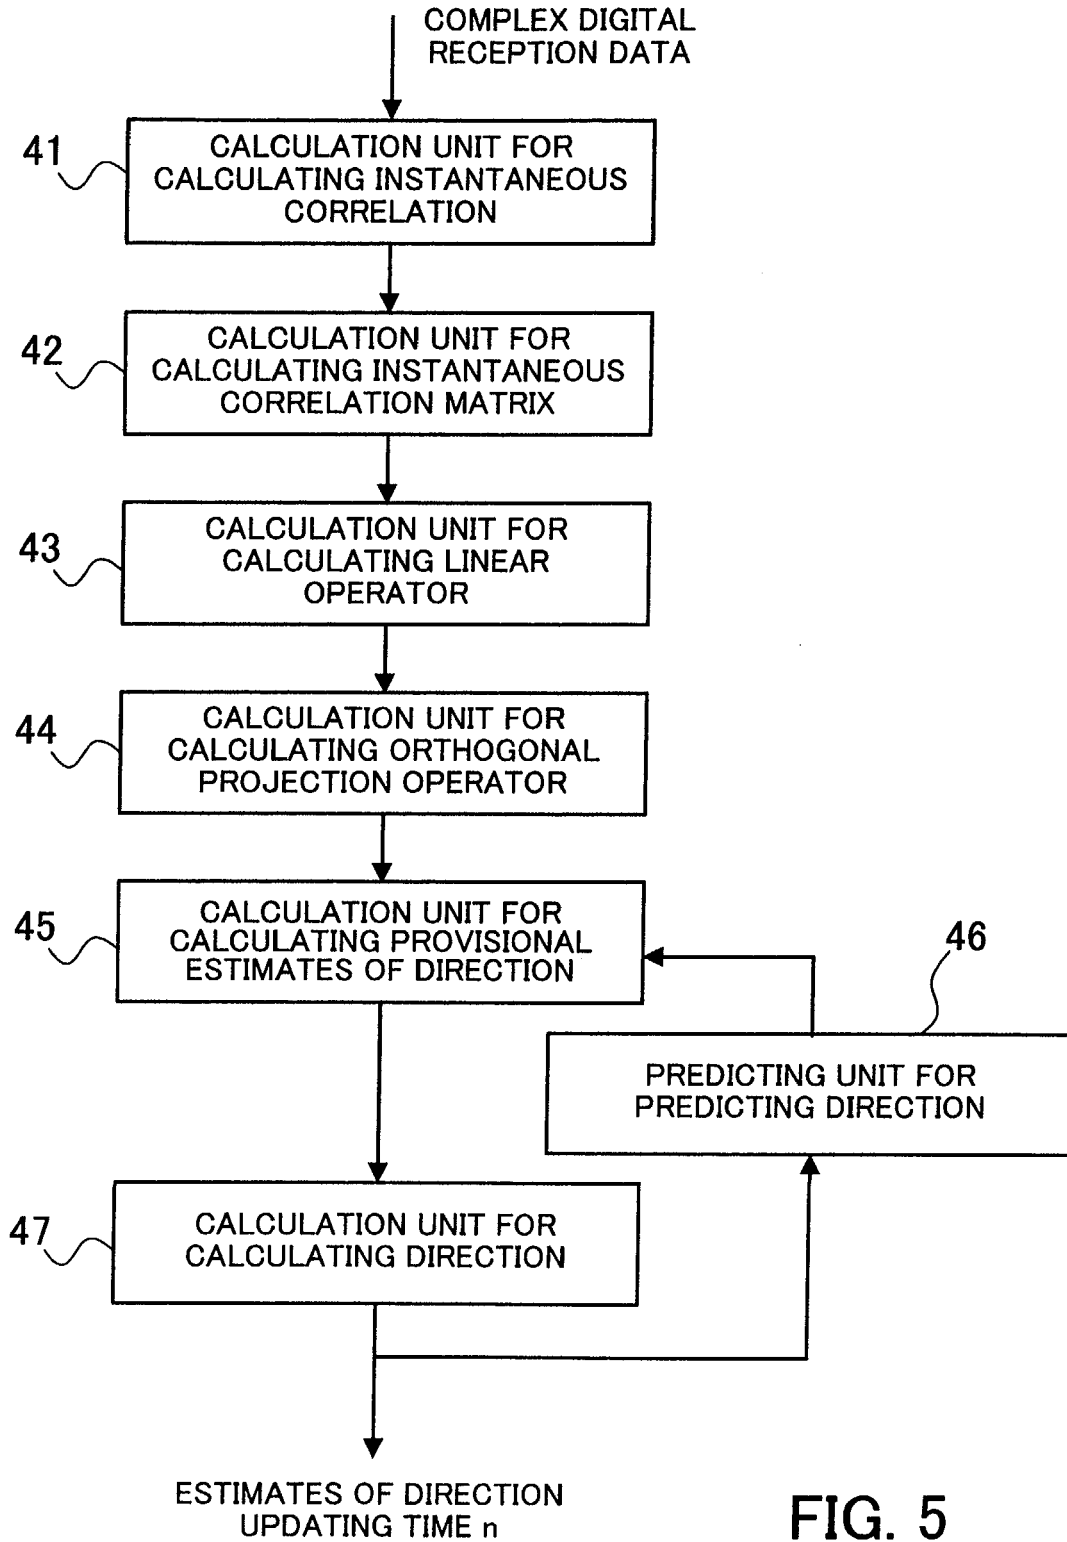 COMPLEX DIGITAL
RECEPTION DATA
41
CALCULATION UNIT FOR
CALCULATING INSTANTANEOUS
CORRELATION
42
CALCULATION UNIT FOR
CALCULATING INSTANTANEOUS
CORRELATION MATRIX
43
CALCULATION UNIT FOR
CALCULATING LINEAR
OPERATOR
44
CALCULATION UNIT FOR
CALCULATING ORTHOGONAL
PROJECTION OPERATOR
45
CALCULATION UNIT FOR
CALCULATING PROVISIONAL
ESTIMATES OF DIRECTION
46
PREDICTING UNIT FOR
PREDICTING DIRECTION
47
CALCULATION UNIT FOR
CALCULATING DIRECTION
ESTIMATES OF DIRECTION
UPDATING TIME n
FIG. 5